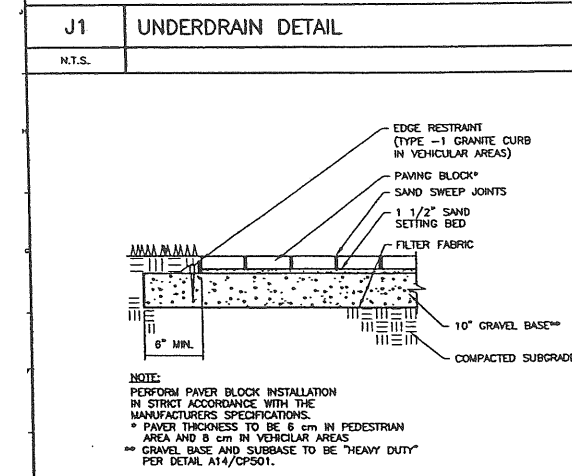 J1
UNDERDRAIN DETAIL
N.T.S.
EDGE RESTRAINT
(TYPE -1 GRANITE CURB
IN VEHICULAR AREAS)
PAVING BLOCK*
SAND SWEEP JOINTS
1 1/2" SAND
SETTING BED
FILTER FABRIC
10" GRAVEL BASE**
COMPACTED SUBGRADE
6" MIN.
NOTE:
PERFORM PAVER BLOCK INSTALLATION
IN STRICT ACCORDANCE WITH THE
MANUFACTURERS SPECIFICATIONS.
* PAVER THICKNESS TO BE 6 cm IN PEDESTRIAN
AREA AND 8 cm IN VEHICILAR AREAS
** GRAVEL BASE AND SUBBASE TO BE "HEAVY DUTY"
PER DETAIL A14/CP501.